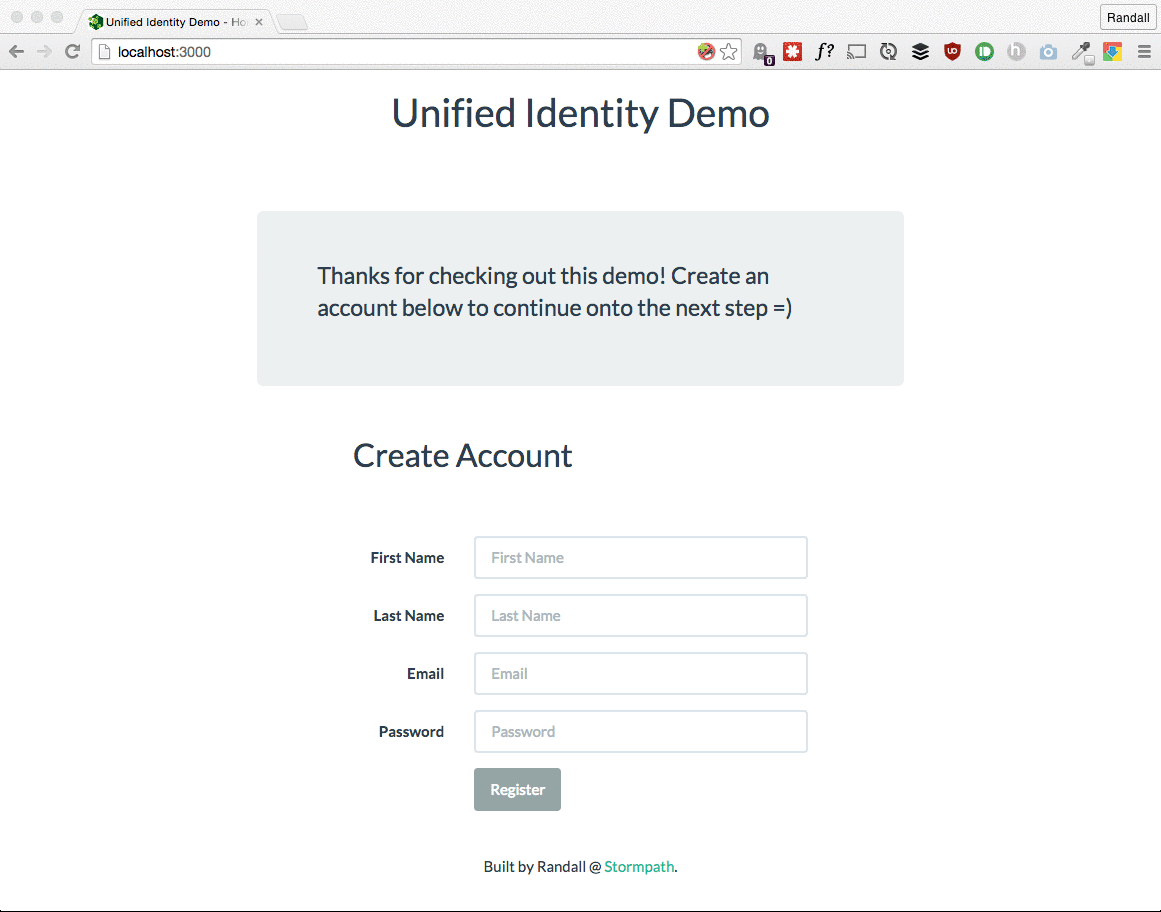 Unified Identity Demo - Ho
Randall
localhost:3000
0
f?
Unified Identity Demo
Thanks for checking out this demo! Create an
account below to continue onto the next step =)
Create Account
First Name
First Name
Last Name
Last Name
Email
Email
Password
Password
Register
Built by Randall @ Stormpath.